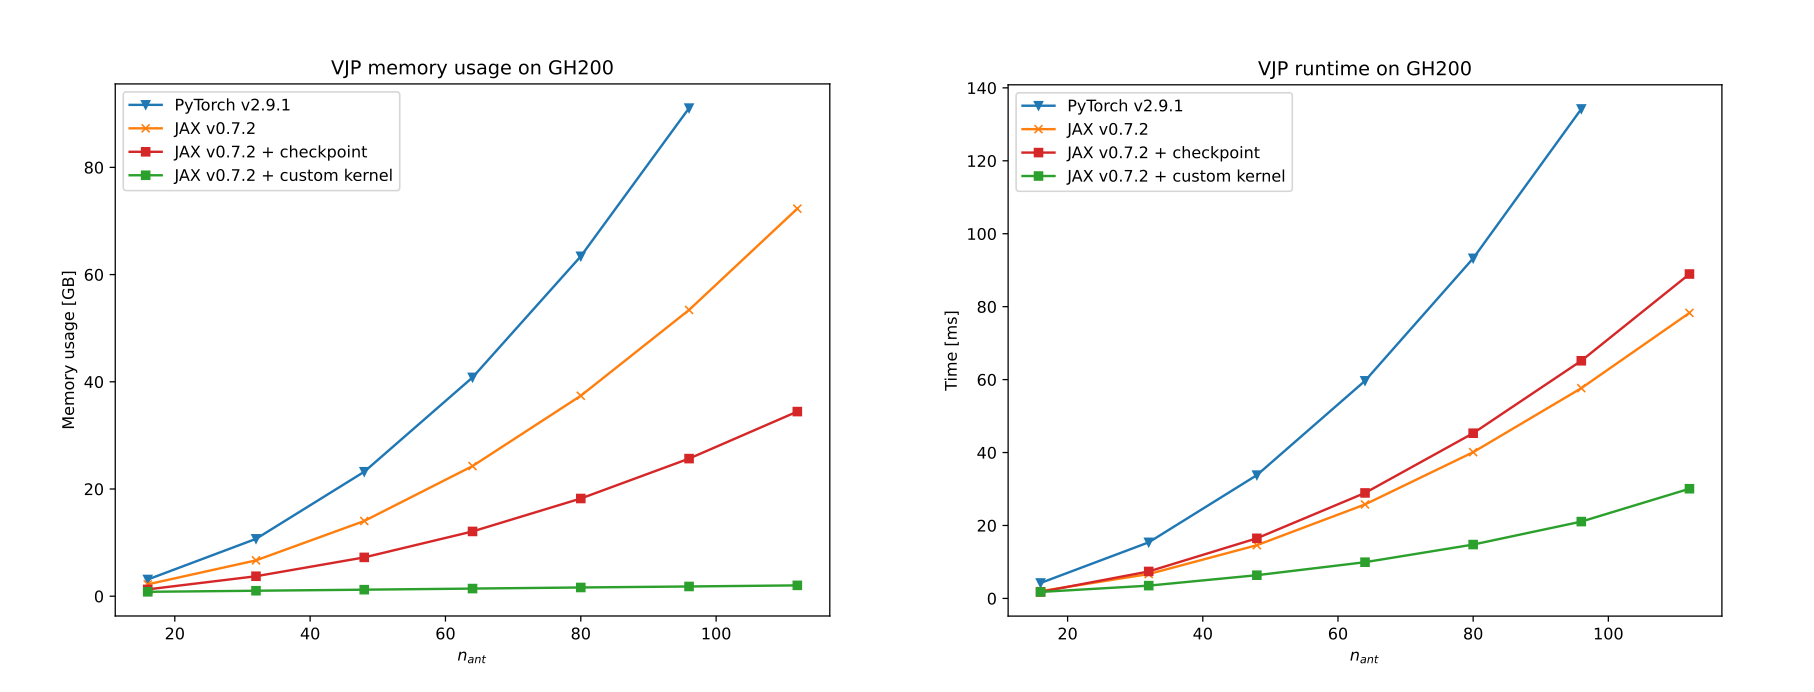 VJP memory usage on GH200
PyTorch v2.9.1
JAX v0.7.2
JAX v0.7.2 + checkpoint
JAX v0.7.2 + custom kernel
80
60
40
20
0
Memory usage [GB]
20 40 60 80 100
n_ant
VJP runtime on GH200
PyTorch v2.9.1
JAX v0.7.2
JAX v0.7.2 + checkpoint
JAX v0.7.2 + custom kernel
140
120
100
80
60
40
20
0
Time [ms]
20 40 60 80 100
n_ant